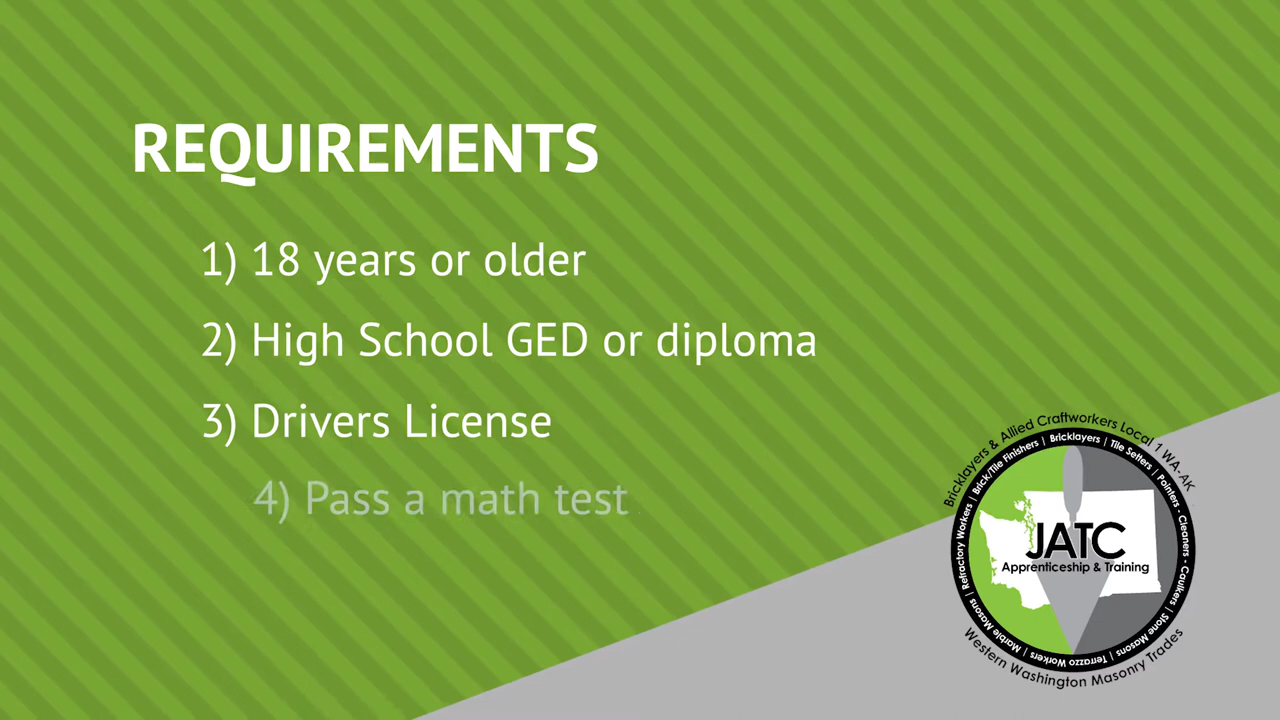 REQUIREMENTS
1) 18 years or older
2) High School GED or diploma
3) Drivers License
4) Pass a math test
Bricklayers & Allied Craftworkers Local 1 WA-AK
Marble Masons | Refractory Workers | Brick/Tile Finishers | Bricklayers | Tile Setters | Pointers - Cleaners - Caulkers | Stone Masons | Terrazzo Workers |
JATC
Apprenticeship & Training
Western Washington Masonry Trades